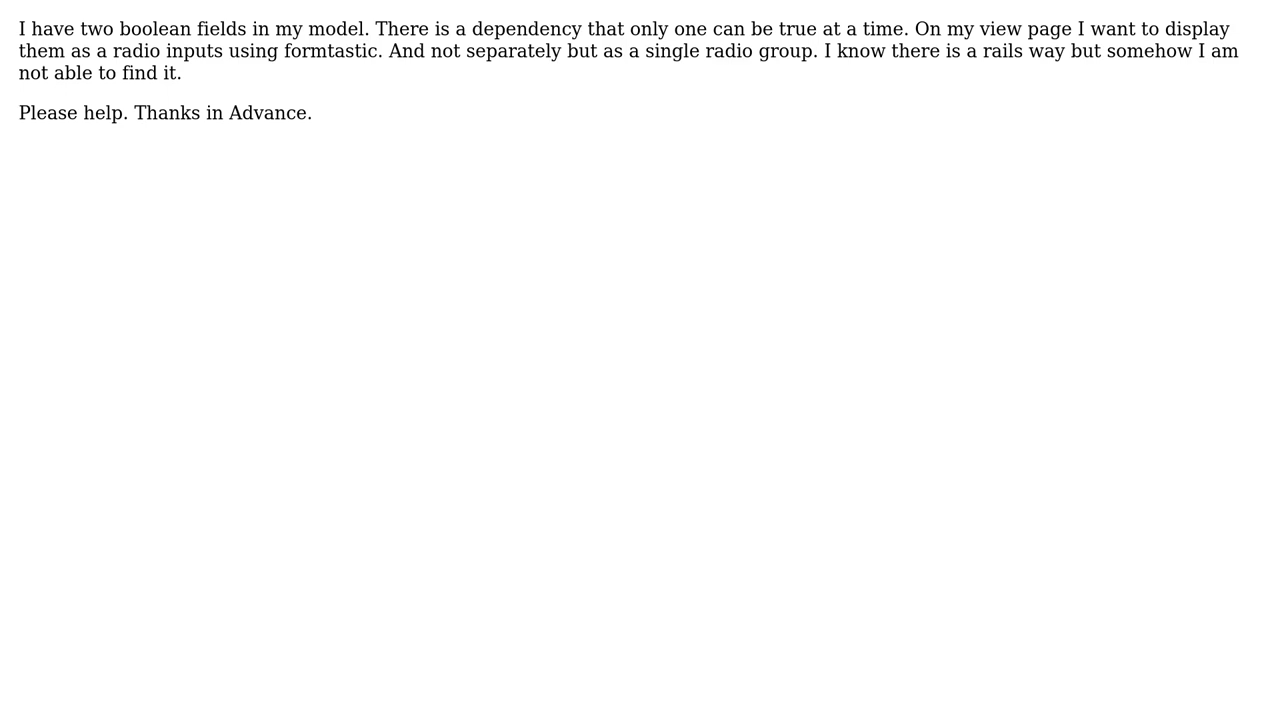 I have two boolean fields in my model. There is a dependency that only one can be true at a time. On my view page I want to display
them as a radio inputs using formtastic. And not separately but as a single radio group. I know there is a rails way but somehow I am
not able to find it.
Please help. Thanks in Advance.